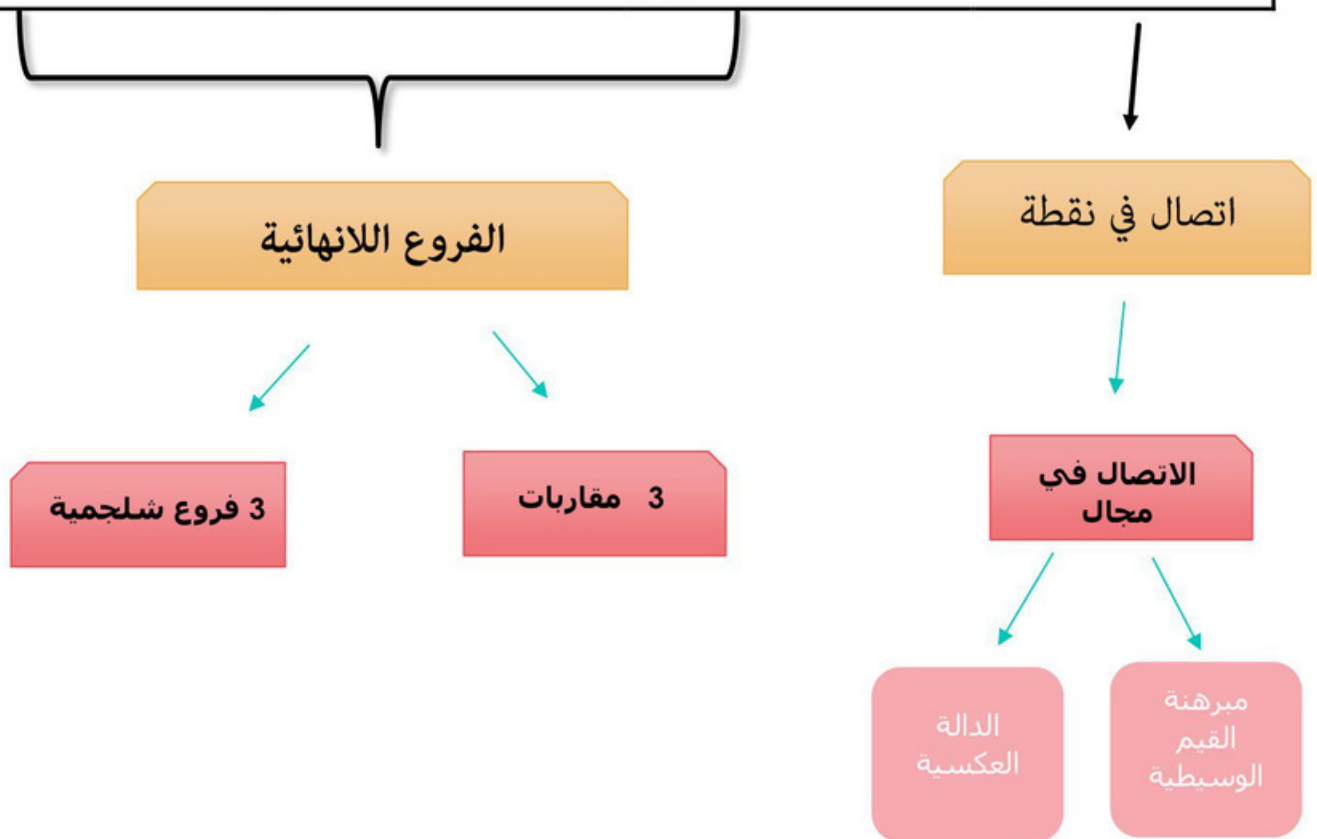 اتصال في نقطة
الفروع اللانهائية
الاتصال في
مجال
3 مقاربات
3 فروع شلجمية
مبرهنة
القيم
الوسيطية
الدالة
العكسية